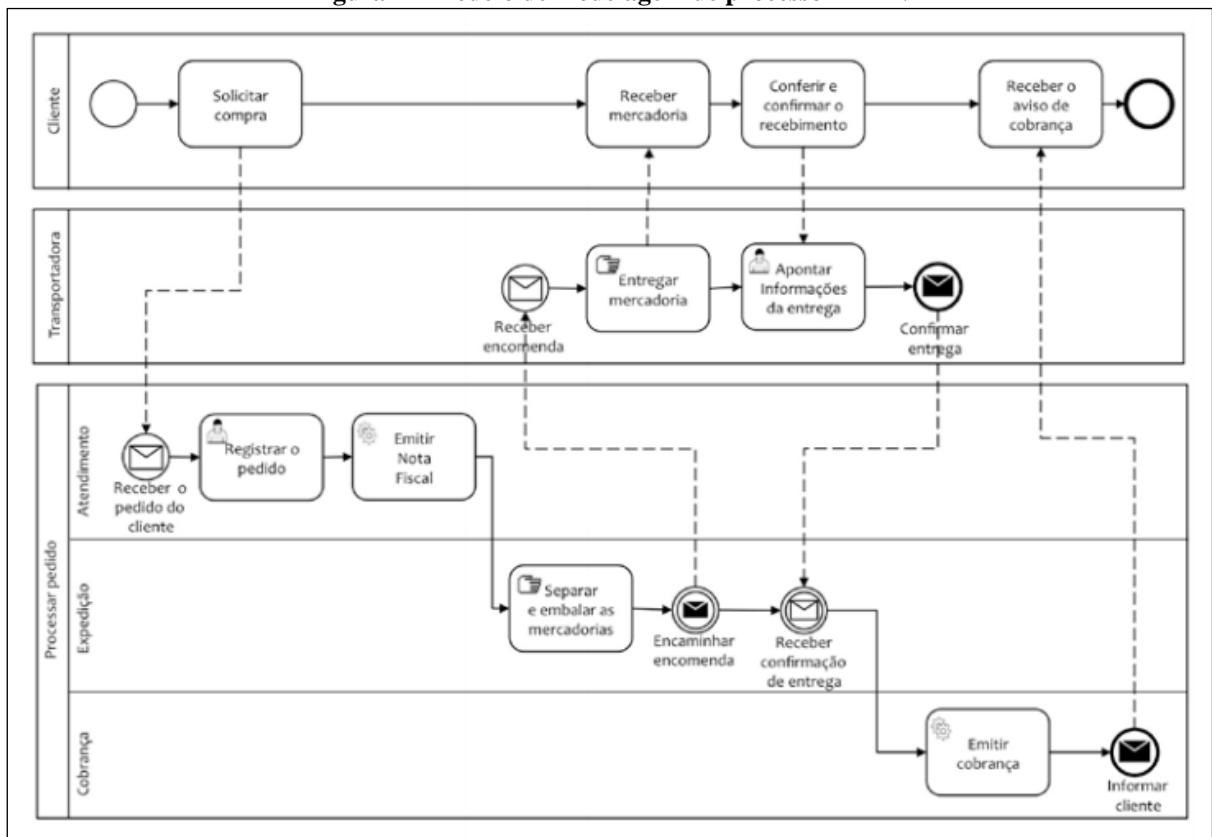 Cliente
Solicitar
compra
Receber
mercadoria
Conferir e
confirmar o
recebimento
Receber o
aviso de
cobrança
Transportadora
Receber
encomenda
Entregar
mercadoria
Apontar
Informações
da entrega
Confirmar
entrega
Processar pedido
Atendimento
Receber o
pedido do
cliente
Registrar o
pedido
Emitir
Nota
Fiscal
Expedição
Separar
e embalar as
mercadorias
Encaminhar
encomenda
Receber
confirmação
de entrega
Cobrança
Emitir
cobrança
Informar
cliente